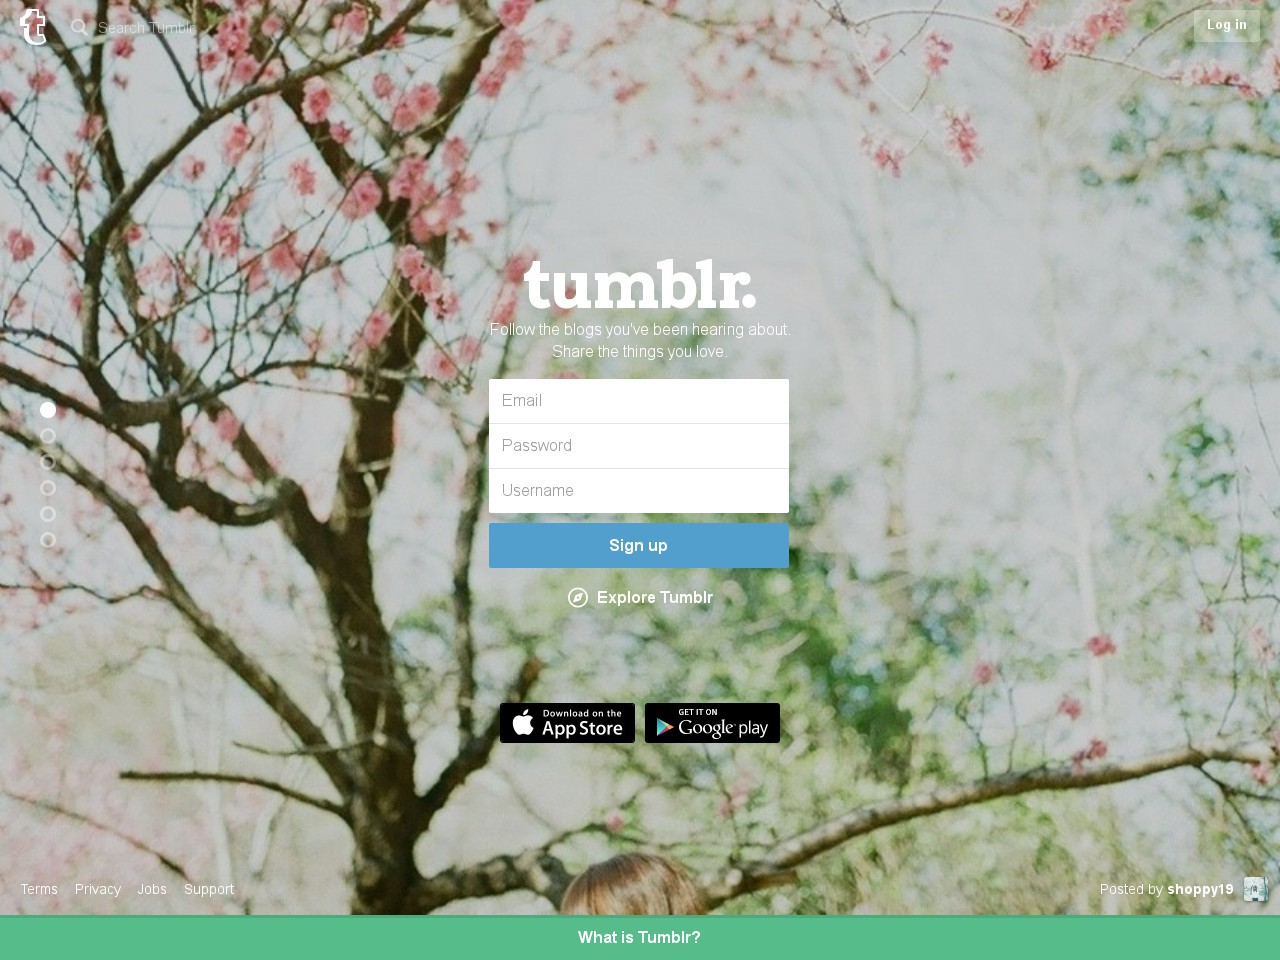 t
Search Tumblr
Log in
tumblr.
Follow the blogs you've been hearing about.
Share the things you love.
Email
Password
Username
Sign up
Explore Tumblr
Download on the
App Store
GET IT ON
Google play
Terms Privacy Jobs Support
Posted by shoppy19
What is Tumblr?